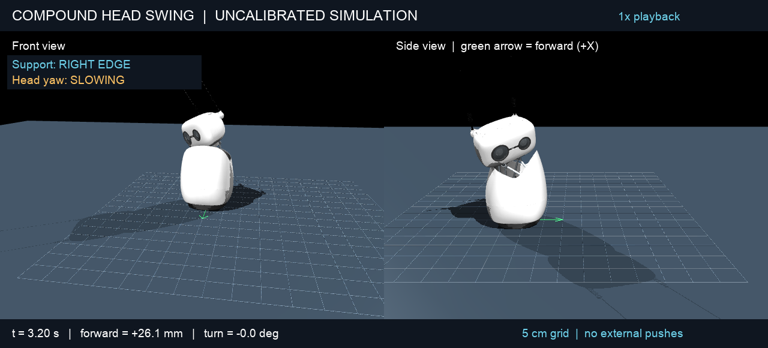 COMPOUND HEAD SWING | UNCALIBRATED SIMULATION
1x playback
Front view
Support: RIGHT EDGE
Head yaw: SLOWING
Side view | green arrow = forward (+X)
t = 3.20 s | forward = +26.1 mm | turn = -0.0 deg
5 cm grid | no external pushes